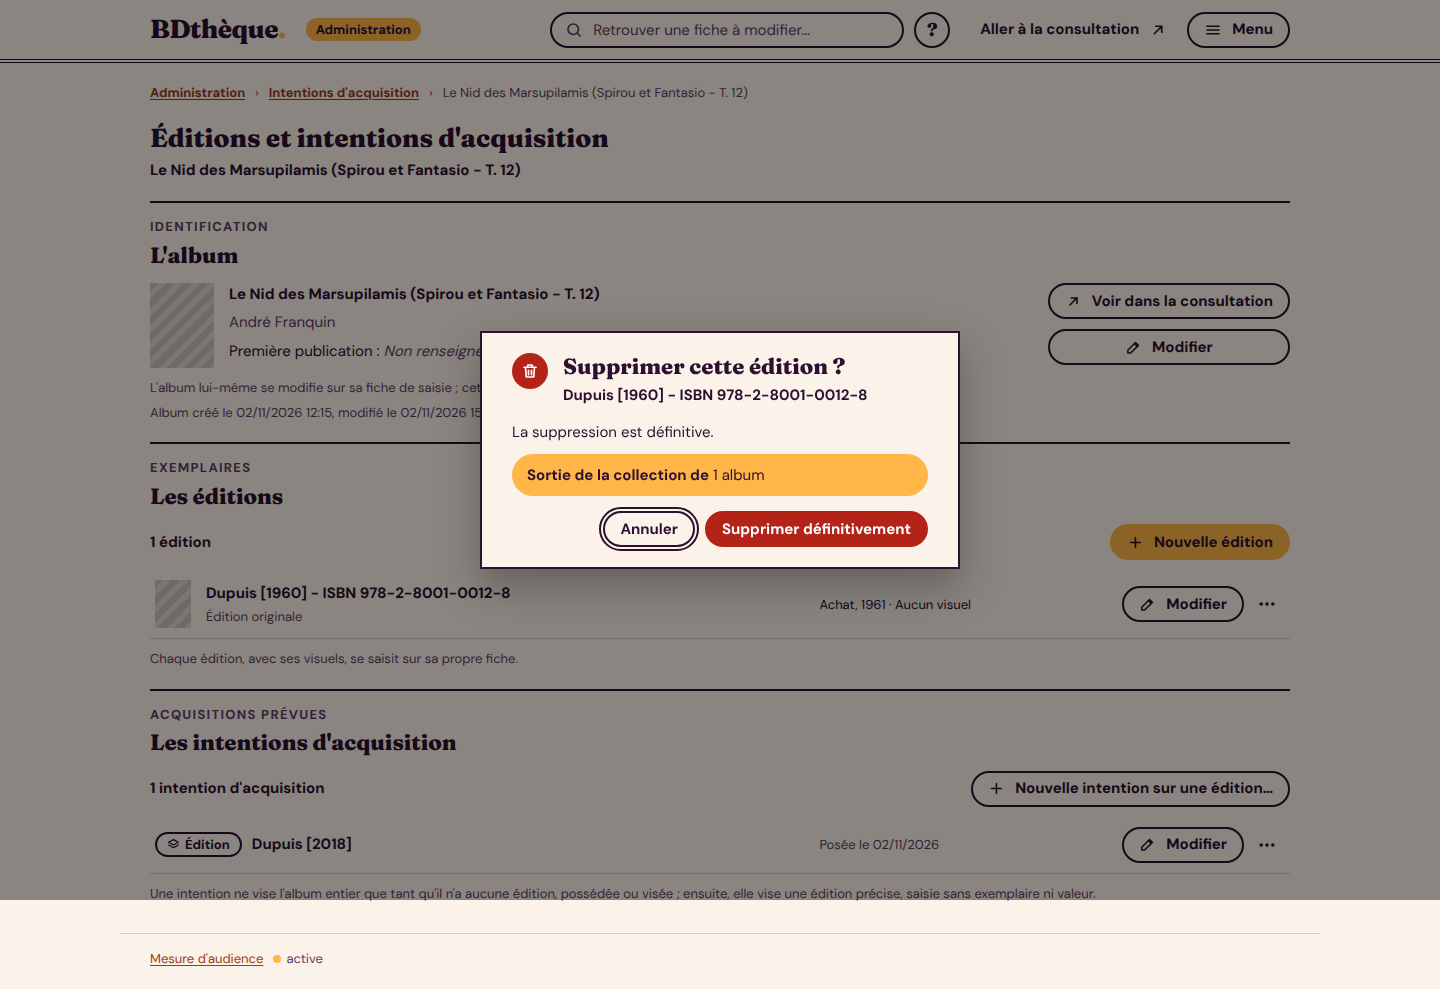 BDthèque.
Administration
Retrouver une fiche à modifier…
?
Aller à la consultation
Menu
Administration › Intentions d'acquisition › Le Nid des Marsupilamis (Spirou et Fantasio - T. 12)
Éditions et intentions d'acquisition
Le Nid des Marsupilamis (Spirou et Fantasio - T. 12)
IDENTIFICATION
L'album
Le Nid des Marsupilamis (Spirou et Fantasio - T. 12)
André Franquin
Première publication : Non renseigné
Voir dans la consultation
Modifier
L'album lui-même se modifie sur sa fiche de saisie ; cet
Album créé le 02/11/2026 12:15, modifié le 02/11/2026 15
Supprimer cette édition ?
Dupuis [1960] - ISBN 978-2-8001-0012-8
La suppression est définitive.
Sortie de la collection de 1 album
Annuler
Supprimer définitivement
EXEMPLAIRES
Les éditions
1 édition
Nouvelle édition
Dupuis [1960] - ISBN 978-2-8001-0012-8
Édition originale
Achat, 1961 · Aucun visuel
Modifier
Chaque édition, avec ses visuels, se saisit sur sa propre fiche.
ACQUISITIONS PRÉVUES
Les intentions d'acquisition
1 intention d'acquisition
Nouvelle intention sur une édition…
Édition
Dupuis [2018]
Posée le 02/11/2026
Modifier
Une intention ne vise l'album entier que tant qu'il n'a aucune édition, possédée ou visée ; ensuite, elle vise une édition précise, saisie sans exemplaire ni valeur.
Mesure d'audience
active